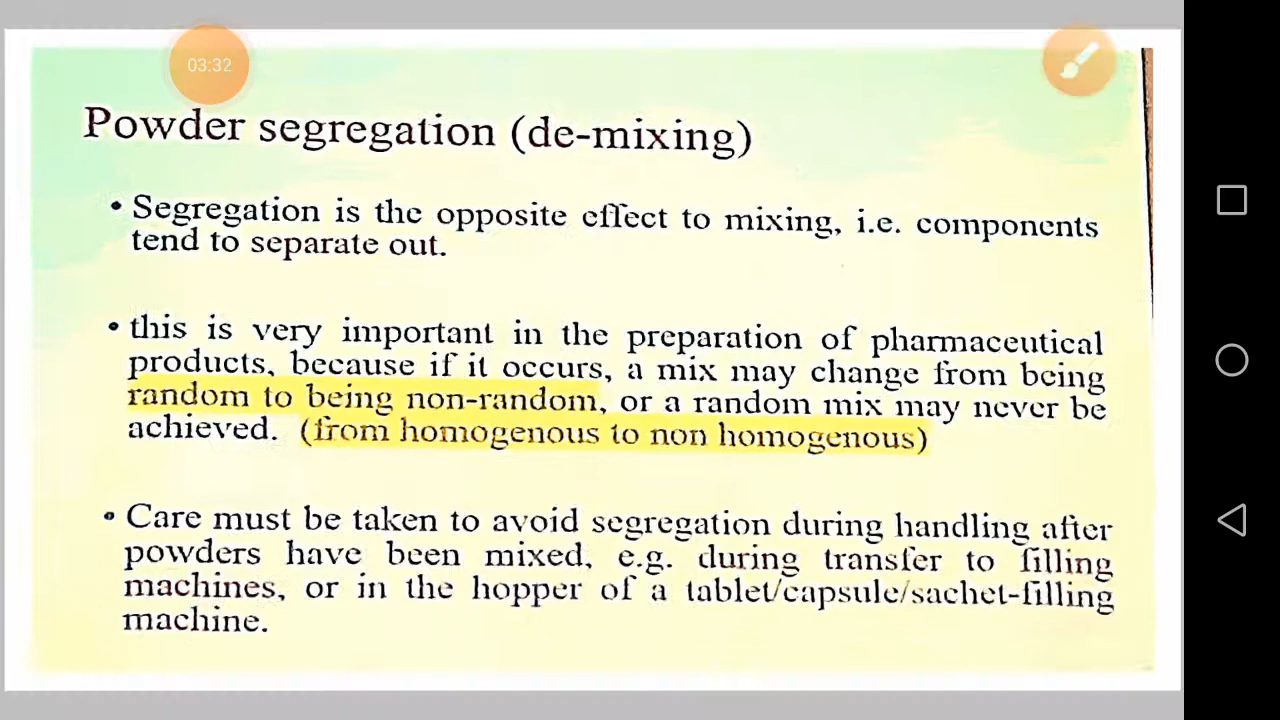 03:32
Powder segregation (de-mixing)
• Segregation is the opposite effect to mixing, i.e. components
tend to separate out.
• this is very important in the preparation of pharmaceutical
products, because if it occurs, a mix may change from being
random to being non-random, or a random mix may never be
achieved. (from homogenous to non homogenous)
• Care must be taken to avoid segregation during handling after
powders have been mixed, e.g. during transfer to filling
machines, or in the hopper of a tablet/capsule/sachet-filling
machine.